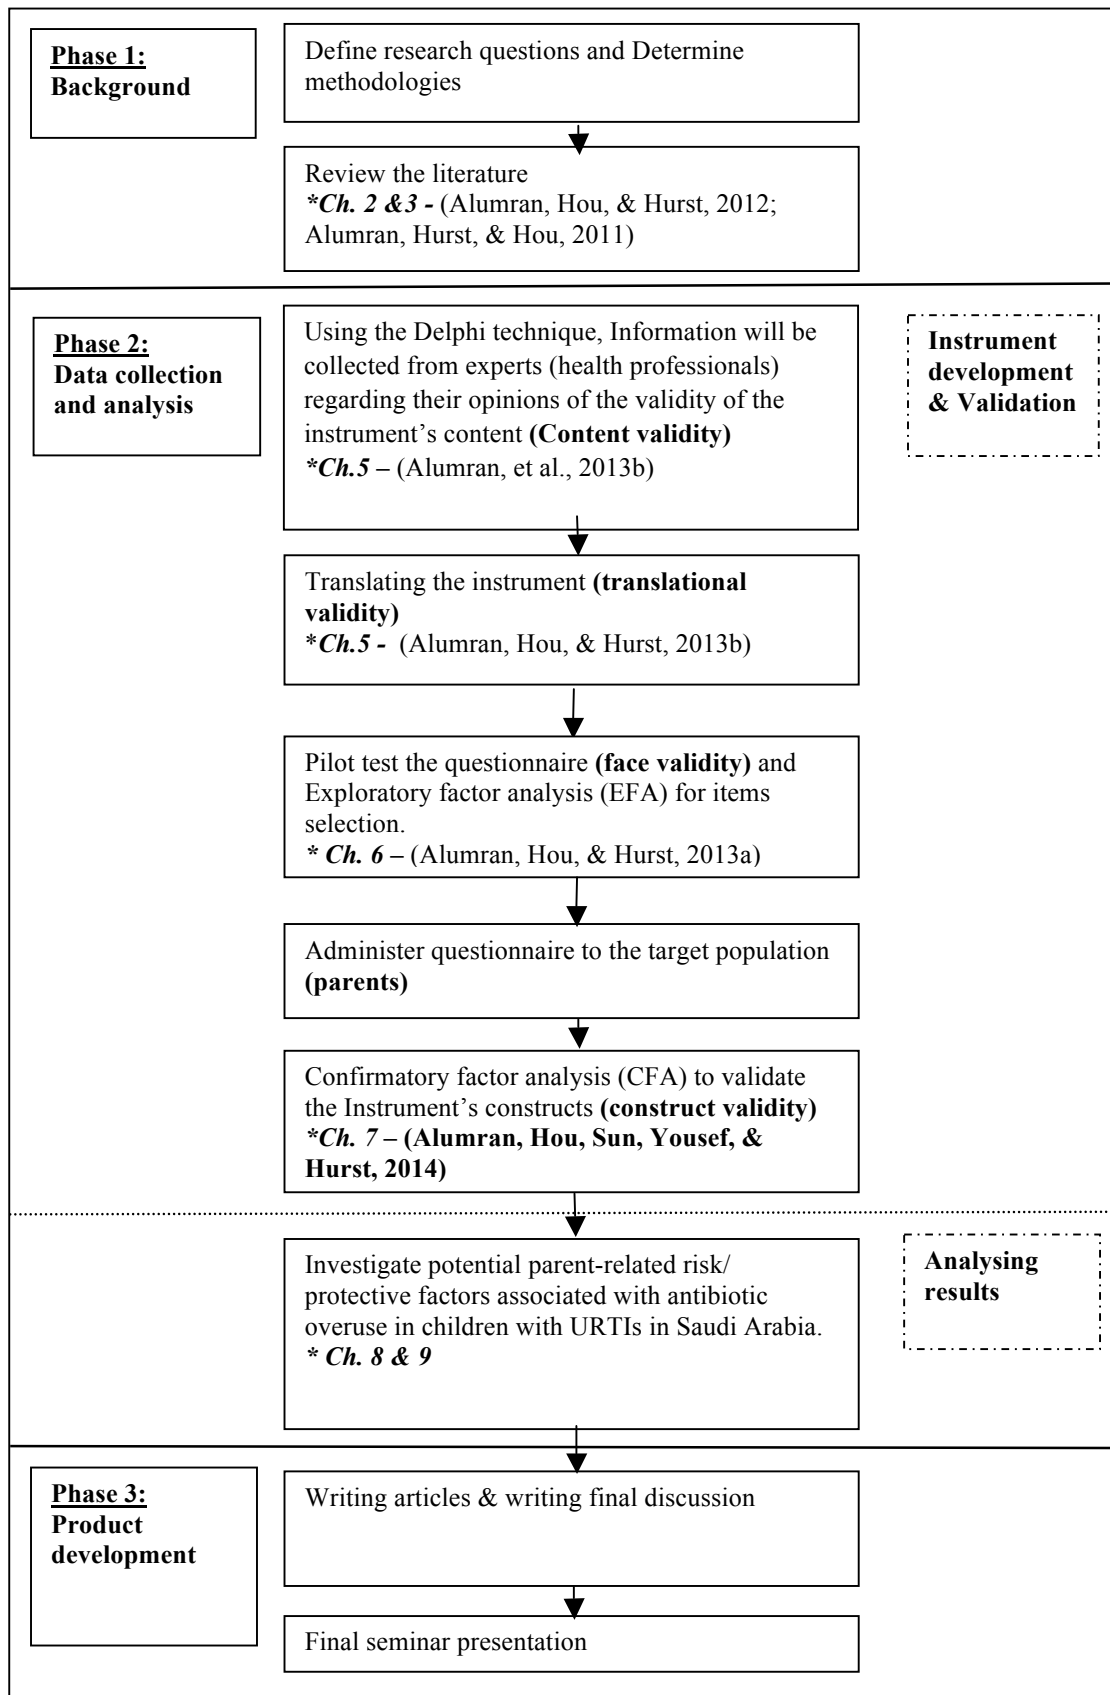 Phase 1:
Background
Define research questions and Determine
methodologies
Review the literature
*Ch. 2 &3 - (Alumran, Hou, & Hurst, 2012;
Alumran, Hurst, & Hou, 2011)
Phase 2:
Data collection
and analysis
Using the Delphi technique, Information will be
collected from experts (health professionals)
regarding their opinions of the validity of the
instrument’s content (Content validity)
*Ch.5 – (Alumran, et al., 2013b)
Instrument
development
& Validation
Translating the instrument (translational
validity)
*Ch.5 - (Alumran, Hou, & Hurst, 2013b)
Pilot test the questionnaire (face validity) and
Exploratory factor analysis (EFA) for items
selection.
* Ch. 6 – (Alumran, Hou, & Hurst, 2013a)
Administer questionnaire to the target population
(parents)
Confirmatory factor analysis (CFA) to validate
the Instrument’s constructs (construct validity)
*Ch. 7 – (Alumran, Hou, Sun, Yousef, &
Hurst, 2014)
Investigate potential parent-related risk/
protective factors associated with antibiotic
overuse in children with URTIs in Saudi Arabia.
* Ch. 8 & 9
Analysing
results
Phase 3:
Product
development
Writing articles & writing final discussion
Final seminar presentation